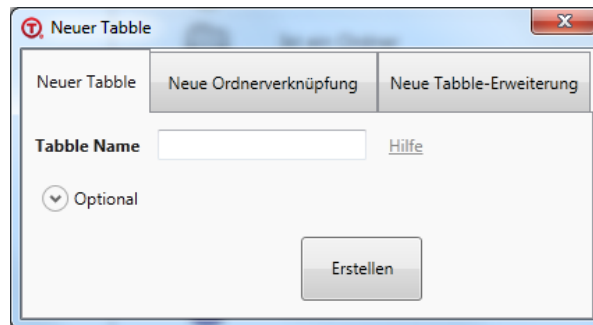 Neuer Tabble
Neuer Tabble Neue Ordnerverknüpfung Neue Tabble-Erweiterung
Tabble Name Hilfe
Optional
Erstellen